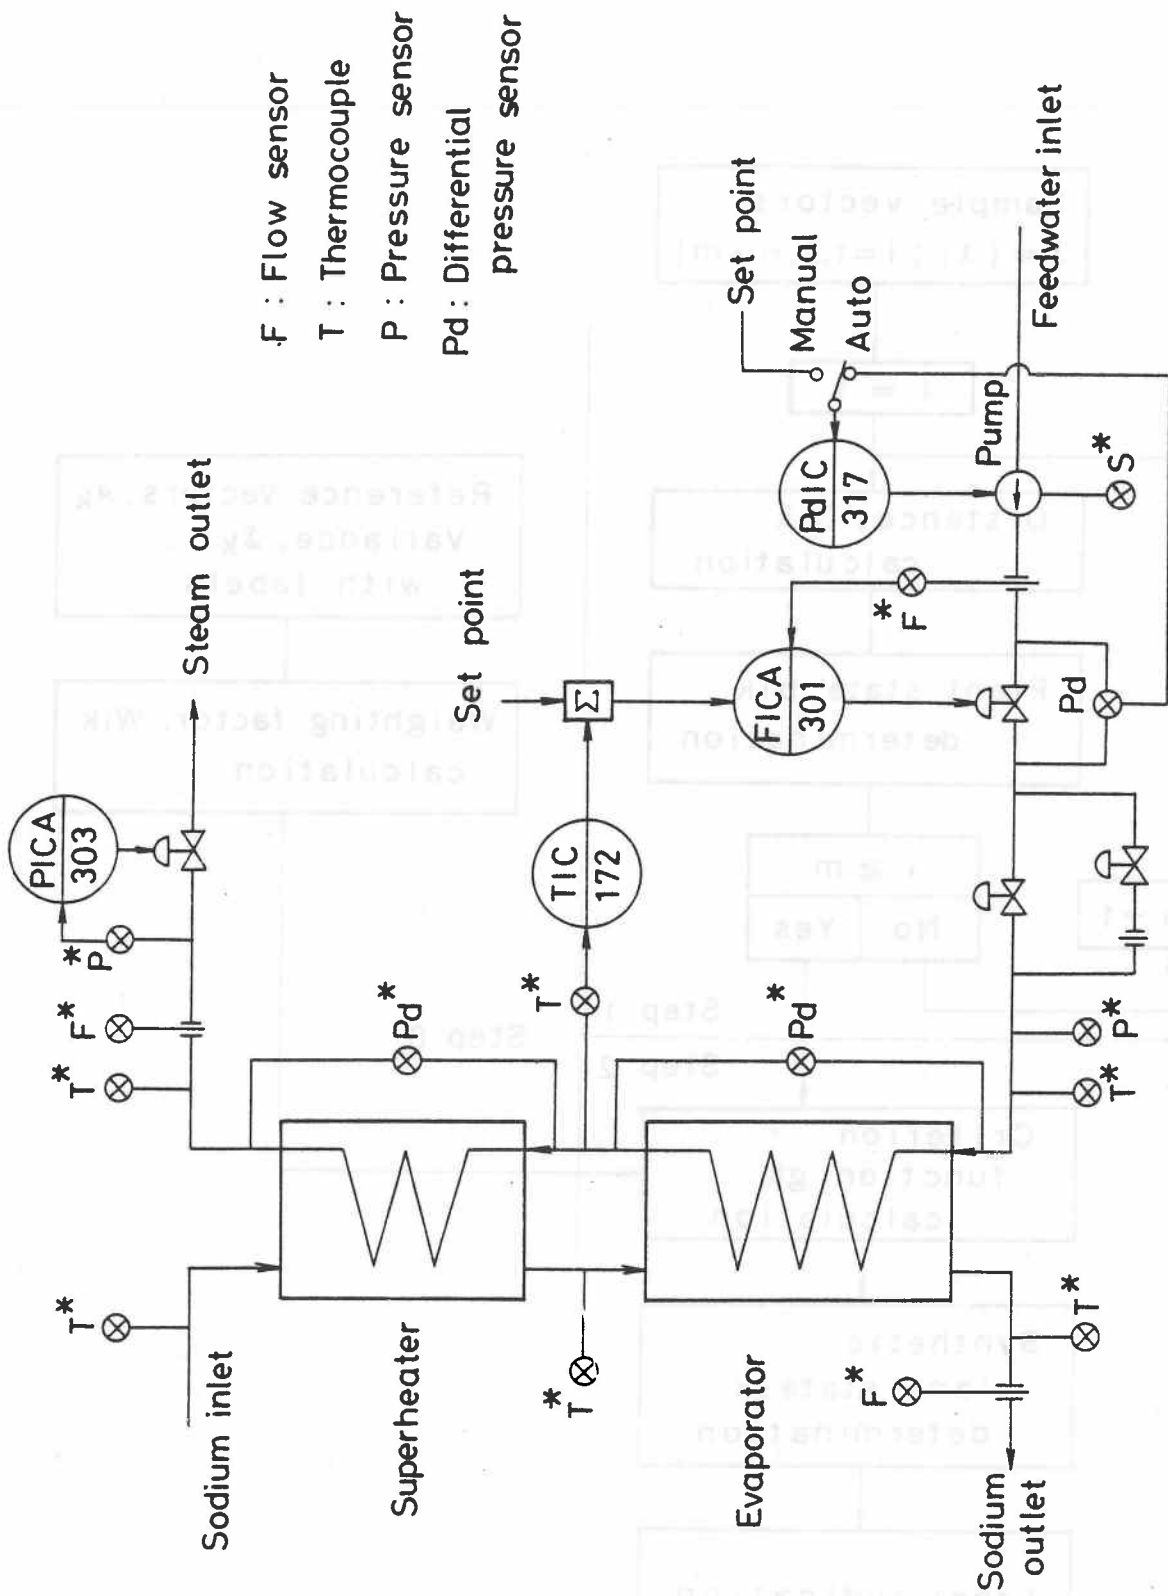 T*
T*
F*
P*
PICA
303
Steam outlet
Sodium inlet
F : Flow sensor
T : Thermocouple
P : Pressure sensor
Pd : Differential
pressure sensor
Superheater
Pd*
Set point
T*
T*
TIC
172
Σ
Set point
Manual
Auto
Evaporator
Pd*
FICA
301
PdIC
317
F*
F*
Pump
Sodium
outlet
Feedwater inlet
T*
T*
P*
Pd
S*